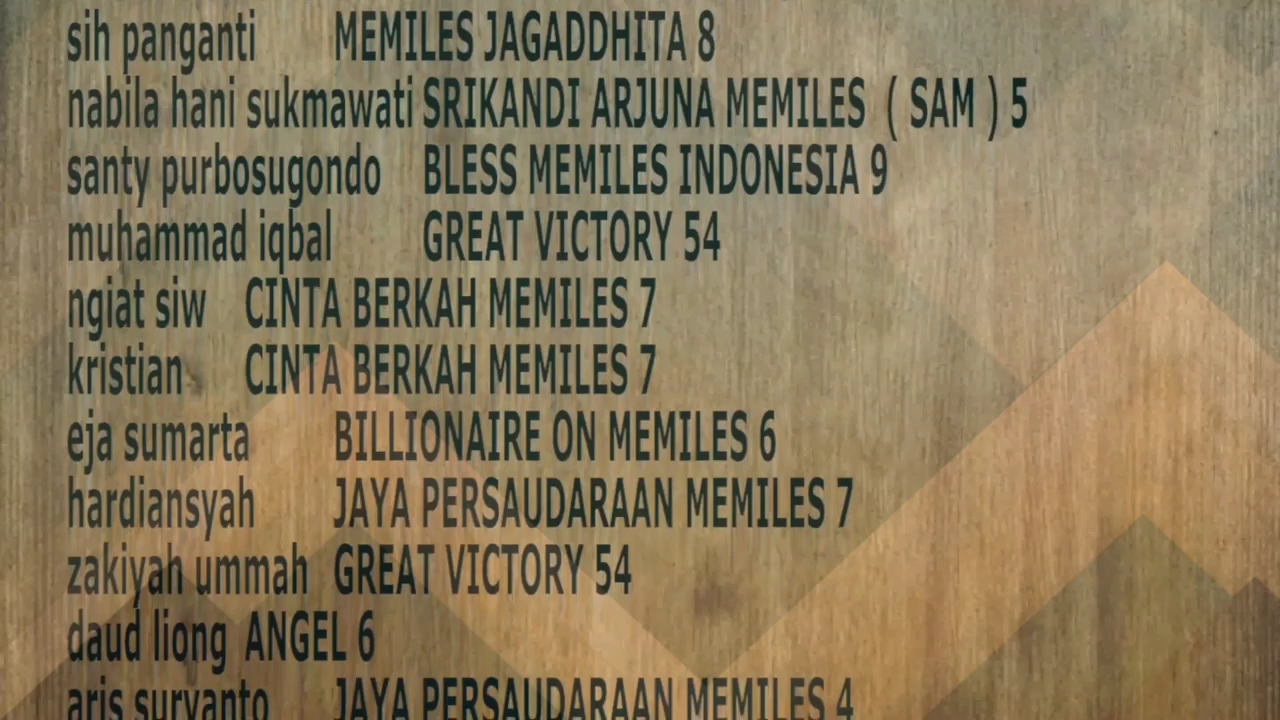 sih panganti MEMILES JAGADDHITA 8
nabila hani sukmawati SRIKANDI ARJUNA MEMILES ( SAM ) 5
santy purbosugondo BLESS MEMILES INDONESIA 9
muhammad iqbal GREAT VICTORY 54
ngiat siw CINTA BERKAH MEMILES 7
kristian CINTA BERKAH MEMILES 7
eja sumarta BILLIONAIRE ON MEMILES 6
hardiansyah JAYA PERSAUDARAAN MEMILES 7
zakiyah ummah GREAT VICTORY 54
daud liong ANGEL 6
aris suryanto JAYA PERSAUDARAAN MEMILES 4